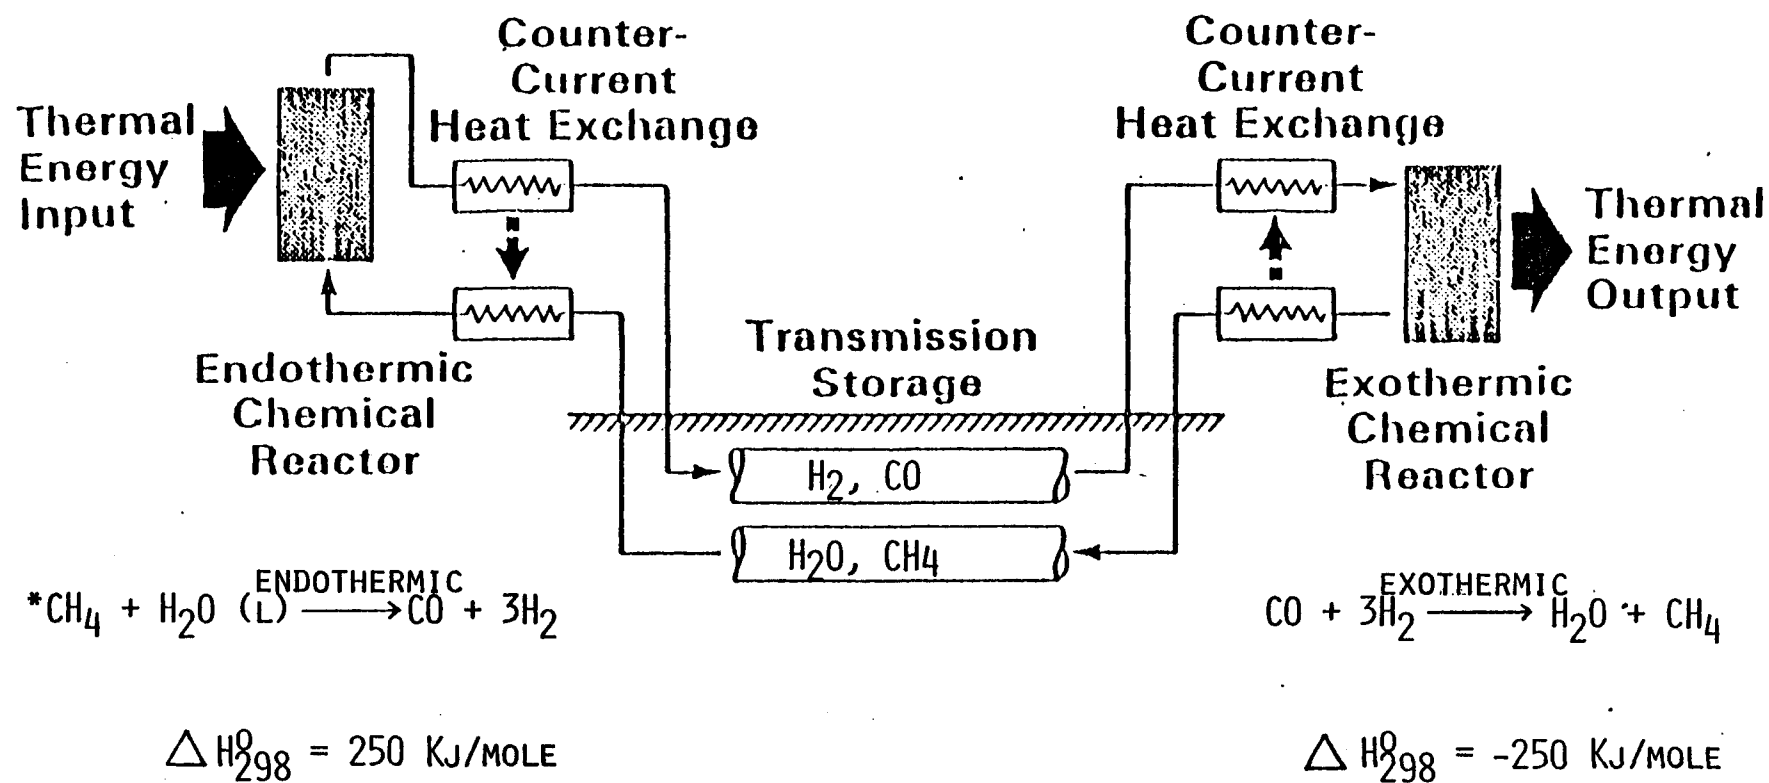 Counter-
Current
Heat Exchange
Counter-
Current
Heat Exchange
Thermal
Energy
Input
Thermal
Energy
Output
Endothermic
Chemical
Reactor
Transmission
Storage
Exothermic
Chemical
Reactor
H2, CO
H2O, CH4
ENDOTHERMIC
*CH4 + H2O (L) ⟶ CO + 3H2
EXOTHERMIC
CO + 3H2 ⟶ H2O + CH4
△ H°298 = 250 KJ/MOLE
△ H°298 = -250 KJ/MOLE